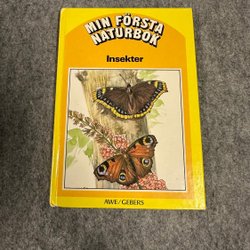 MIN FÖRSTA
NATURBOK
Insekter
AWE/GEBERS